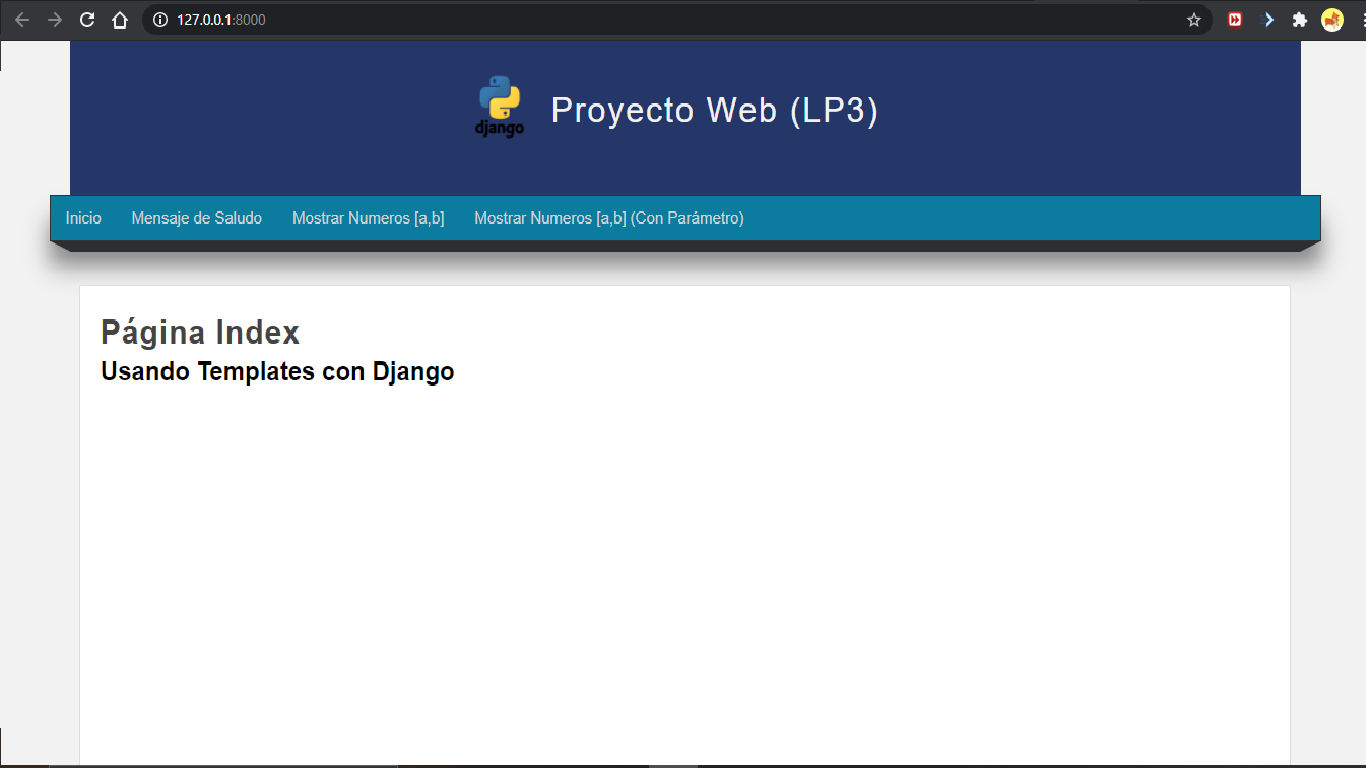 127.0.0.1:8000
django
Proyecto Web (LP3)
Inicio Mensaje de Saludo Mostrar Numeros [a,b] Mostrar Numeros [a,b] (Con Parámetro)
Página Index
Usando Templates con Django